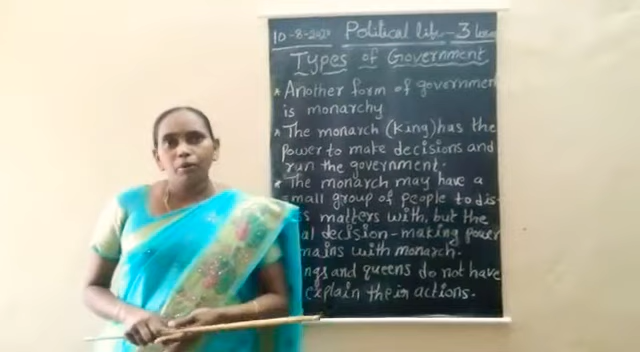 10-8-2020 Political life - 3
Types of Government
* Another form of governmen
is monarchy
* The monarch (King) has the
power to make decisions and
run the government.
* The monarch may have a
small group of people to dis-
s matters with, but the
al decision-making power
mains with monarch.
ngs and queens do not have
explain their actions.